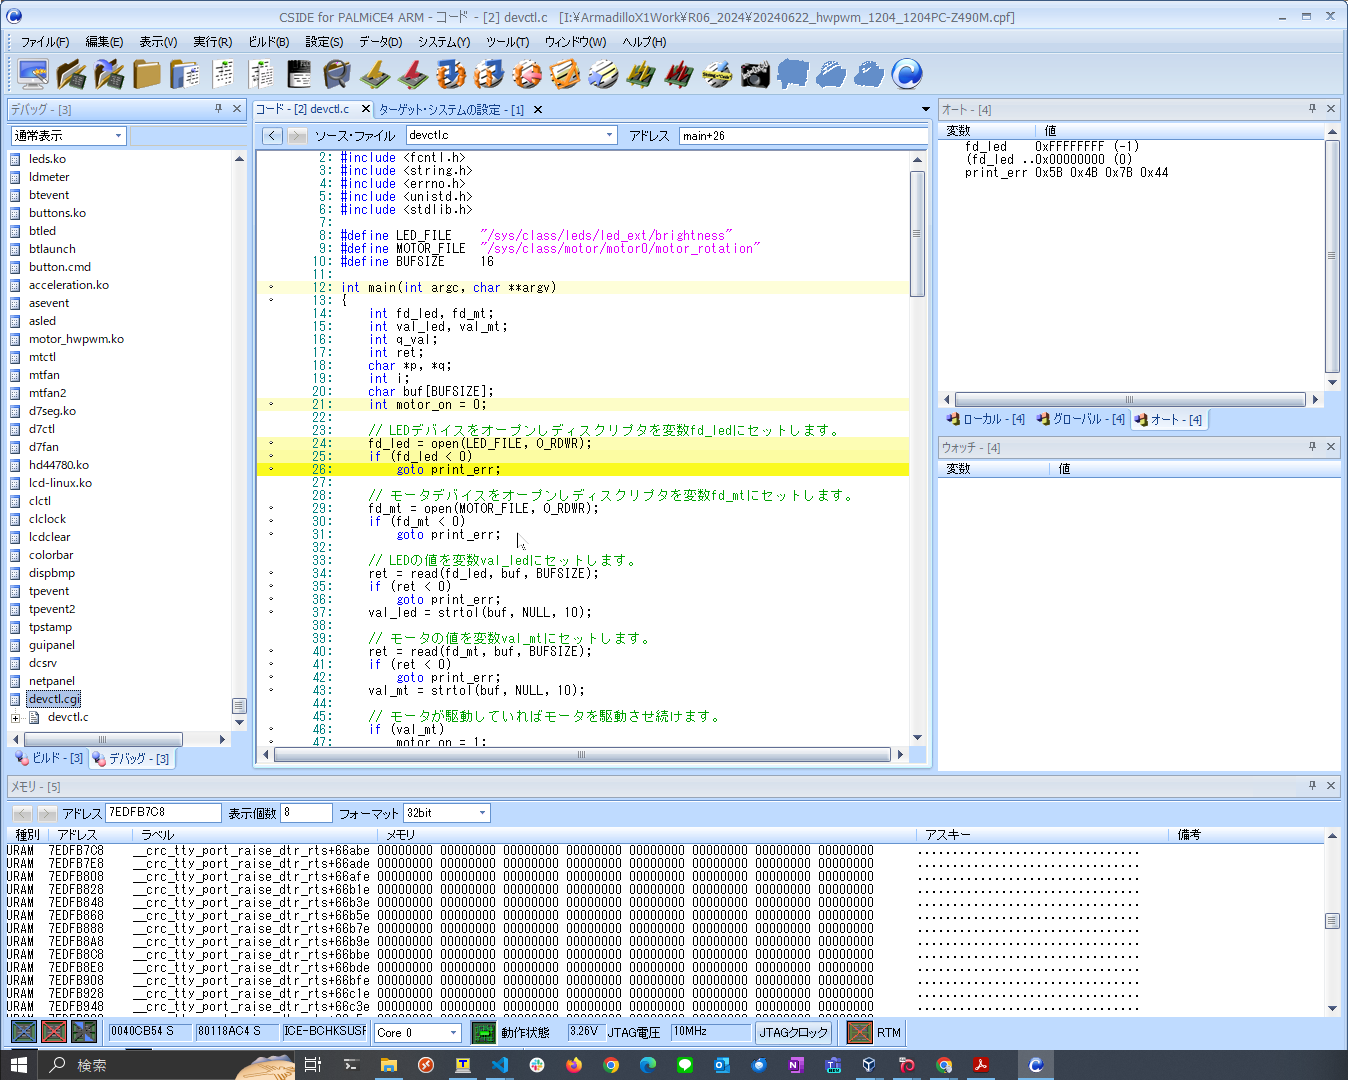 CSIDE for PALMiCE4 ARM - コード - [2] devctl.c   [I:¥ArmadilloX1Work¥R06_2024¥20240622_hwpwm_1204_1204PC-Z490M.cpf]
ファイル(F) 編集(E) 表示(V) 実行(R) ビルド(B) 設定(S) データ(D) システム(Y) ツール(T) ウィンドウ(W) ヘルプ(H)
デバッグ - [3]
通常表示
leds.ko
ldmeter
btevent
buttons.ko
btled
btlaunch
button.cmd
acceleration.ko
asevent
asled
motor_hwpwm.ko
mtctl
mtfan
mtfan2
d7seg.ko
d7ctl
d7fan
hd44780.ko
lcd-linux.ko
clctl
clclock
lcdclear
colorbar
dispbmp
tpevent
tpevent2
tpstamp
guipanel
dcsrv
netpanel
devctl.cgi
devctl.c
ビルド - [3] デバッグ - [3]
コード - [2] devctl.c ターゲット・システムの設定 - [1]
ソース・ファイル devctl.c アドレス main+26
2: #include <fcntl.h>
3: #include <string.h>
4: #include <errno.h>
5: #include <unistd.h>
6: #include <stdlib.h>
7:
8: #define LED_FILE    "/sys/class/leds/led_ext/brightness"
9: #define MOTOR_FILE  "/sys/class/motor/motor0/motor_rotation"
10: #define BUFSIZE     16
11:
12: int main(int argc, char **argv)
13: {
14:     int fd_led, fd_mt;
15:     int val_led, val_mt;
16:     int q_val;
17:     int ret;
18:     char *p, *q;
19:     int i;
20:     char buf[BUFSIZE];
21:     int motor_on = 0;
22:
23:     // LEDデバイスをオープンしディスクリプタを変数fd_ledにセットします。
24:     fd_led = open(LED_FILE, O_RDWR);
25:     if (fd_led < 0)
26:         goto print_err;
27:
28:     // モータデバイスをオープンしディスクリプタを変数fd_mtにセットします。
29:     fd_mt = open(MOTOR_FILE, O_RDWR);
30:     if (fd_mt < 0)
31:         goto print_err;
32:
33:     // LEDの値を変数val_ledにセットします。
34:     ret = read(fd_led, buf, BUFSIZE);
35:     if (ret < 0)
36:         goto print_err;
37:     val_led = strtol(buf, NULL, 10);
38:
39:     // モータの値を変数val_mtにセットします。
40:     ret = read(fd_mt, buf, BUFSIZE);
41:     if (ret < 0)
42:         goto print_err;
43:     val_mt = strtol(buf, NULL, 10);
44:
45:     // モータが駆動していればモータを駆動させ続けます。
46:     if (val_mt)
47:         motor_on = 1;
オート - [4]
変数 値
fd_led 0xFFFFFFFF (-1)
(fd_led ..0x00000000 (0)
print_err 0x5B 0x4B 0x7B 0x44
ローカル - [4] グローバル - [4] オート - [4]
ウォッチ - [4]
変数 値
メモリ - [5]
アドレス 7EDFB7C8 表示個数 8 フォーマット 32bit
種別 アドレス ラベル メモリ アスキー 備考
URAM 7EDFB7C8 __crc_tty_port_raise_dtr_rts+66abe 00000000 00000000 00000000 00000000 00000000 00000000 00000000 00000000 ................................
URAM 7EDFB7E8 __crc_tty_port_raise_dtr_rts+66ade 00000000 00000000 00000000 00000000 00000000 00000000 00000000 00000000 ................................
URAM 7EDFB808 __crc_tty_port_raise_dtr_rts+66afe 00000000 00000000 00000000 00000000 00000000 00000000 00000000 00000000 ................................
URAM 7EDFB828 __crc_tty_port_raise_dtr_rts+66b1e 00000000 00000000 00000000 00000000 00000000 00000000 00000000 00000000 ................................
URAM 7EDFB848 __crc_tty_port_raise_dtr_rts+66b3e 00000000 00000000 00000000 00000000 00000000 00000000 00000000 00000000 ................................
URAM 7EDFB868 __crc_tty_port_raise_dtr_rts+66b5e 00000000 00000000 00000000 00000000 00000000 00000000 00000000 00000000 ................................
URAM 7EDFB888 __crc_tty_port_raise_dtr_rts+66b7e 00000000 00000000 00000000 00000000 00000000 00000000 00000000 00000000 ................................
URAM 7EDFB8A8 __crc_tty_port_raise_dtr_rts+66b9e 00000000 00000000 00000000 00000000 00000000 00000000 00000000 00000000 ................................
URAM 7EDFB8C8 __crc_tty_port_raise_dtr_rts+66bbe 00000000 00000000 00000000 00000000 00000000 00000000 00000000 00000000 ................................
URAM 7EDFB8E8 __crc_tty_port_raise_dtr_rts+66bde 00000000 00000000 00000000 00000000 00000000 00000000 00000000 00000000 ................................
URAM 7EDFB908 __crc_tty_port_raise_dtr_rts+66bfe 00000000 00000000 00000000 00000000 00000000 00000000 00000000 00000000 ................................
URAM 7EDFB928 __crc_tty_port_raise_dtr_rts+66c1e 00000000 00000000 00000000 00000000 00000000 00000000 00000000 00000000 ................................
URAM 7EDFB948 __crc_tty_port_raise_dtr_rts+66c3e 00000000 00000000 00000000 00000000 00000000 00000000 00000000 00000000 ................................
0040CB54 S 80118AC4 S ICE-BCHKSUSF Core 0 動作状態 3.26V JTAG電圧 10MHz JTAGクロック RTM
検索